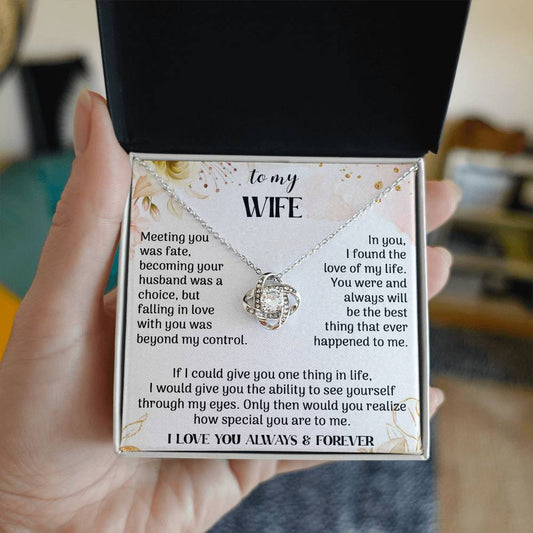 to my
WIFE
Meeting you
was fate,
becoming your
husband was a
choice, but
falling in love
with you was
beyond my control.
In you,
I found the
love of my life.
You were and
always will
be the best
thing that ever
happened to me.
If I could give you one thing in life,
I would give you the ability to see yourself
through my eyes. Only then would you realize
how special you are to me.
I LOVE YOU ALWAYS & FOREVER